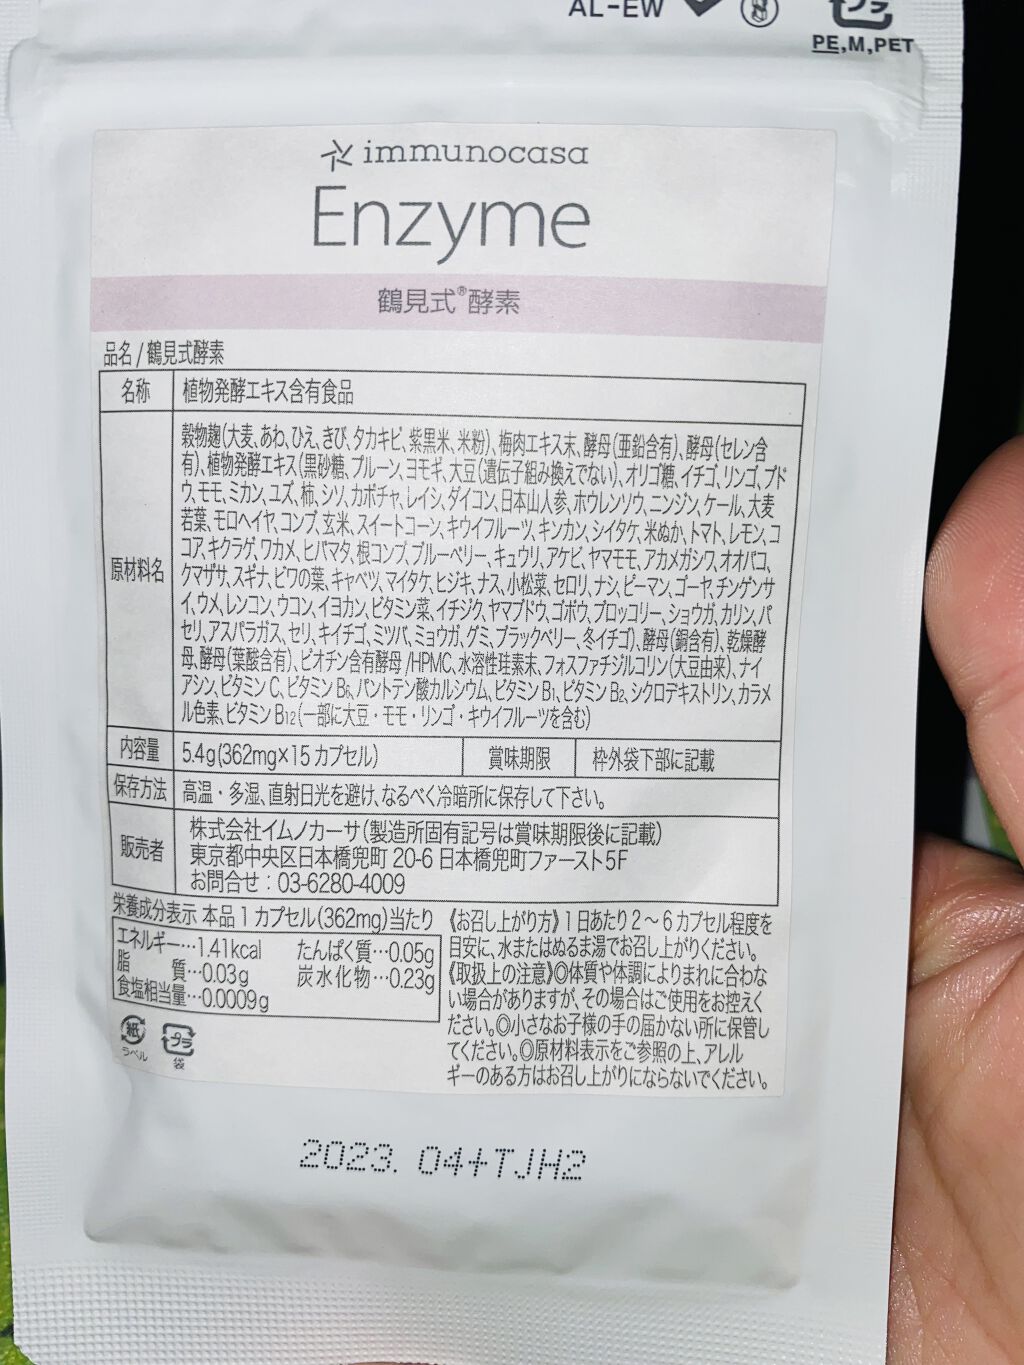 AL-EW
プラ
PE,M,PET
immunocasa
Enzyme
鶴見式®酵素
品名/鶴見式酵素
名称 植物発酵エキス含有食品
原材料名
穀物麹(大麦、あわ、ひえ、きび、タカキビ、紫黒米、米粉)、梅肉エキス末、酵母(亜鉛含有)、酵母(セレン含
有)、植物発酵エキス(黒砂糖、プルーン、ヨモギ、大豆(遺伝子組み換えでない)、オリゴ糖、イチゴ、リンゴ、ブド
ウ、モモ、ミカン、ユズ、柿、シソ、カボチャ、レイシ、ダイコン、日本山人参、ホウレンソウ、ニンジン、ケール、大麦
若葉、モロヘイヤ、コンブ、玄米、スイートコーン、キウイフルーツ、キンカン、シイタケ、米ぬか、トマト、レモン、コ
コア、キクラゲ、ワカメ、ヒバマタ、根コンブ、ブルーベリー、キュウリ、アケビ、ヤマモモ、アカメガシワ、オオバコ、
クマザサ、スギナ、ビワの葉、キャベツ、マイタケ、ヒジキ、ナス、小松菜、セロリ、ナシ、ピーマン、ゴーヤ、チンゲンサ
イ、ウメ、レンコン、ウコン、イヨカン、ビタミン菜、イチジク、ヤマブドウ、ゴボウ、ブロッコリー、ショウガ、カリン、パ
セリ、アスパラガス、セリ、キイチゴ、ミツバ、ミョウガ、グミ、ブラックベリー、冬イチゴ)、酵母(銅含有)、乾燥酵
母、酵母(葉酸含有)、ビオチン含有酵母/HPMC、水溶性珪素末、フォスファチジルコリン(大豆由来)、ナイ
アシン、ビタミンC、ビタミンB6、パントテン酸カルシウム、ビタミンB1、ビタミンB2、シクロデキストリン、カラメ
ル色素、ビタミンB12(一部に大豆・モモ・リンゴ・キウイフルーツを含む)
内容量 5.4g(362mg×15カプセル) 賞味期限 枠外袋下部に記載
保存方法 高温・多湿、直射日光を避け、なるべく冷暗所に保存して下さい。
販売者
株式会社イムノカーサ(製造所固有記号は賞味期限後に記載)
東京都中央区日本橋兜町20-6 日本橋兜町ファースト5F
お問合せ:03-6280-4009
栄養成分表示 本品1カプセル(362mg)当たり
エネルギー…1.41kcal たんぱく質…0.05g
脂 質…0.03g 炭水化物…0.23g
食塩相当量…0.0009g
《お召し上がり方》1日あたり2〜6カプセル程度を
目安に、水またはぬるま湯でお召し上がりください。
《取扱上の注意》◎体質や体調によりまれに合わな
い場合がありますが、その場合はご使用をお控えく
ださい。◎小さなお子様の手の届かない所に保管し
てください。◎原材料表示をご参照の上、アレル
ギーのある方はお召し上がりにならないでください。
紙
ラベル
プラ
袋
2023. 04+TJH2